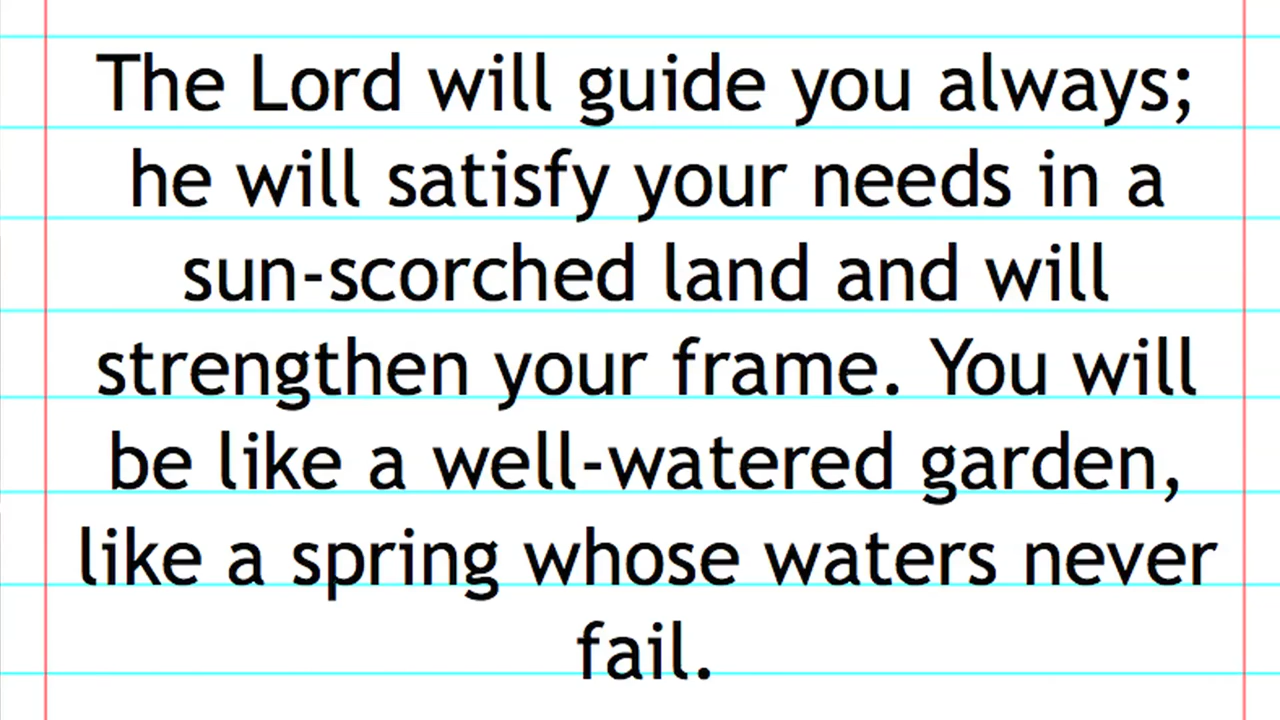 The Lord will guide you always;
he will satisfy your needs in a
sun-scorched land and will
strengthen your frame. You will
be like a well-watered garden,
like a spring whose waters never
fail.